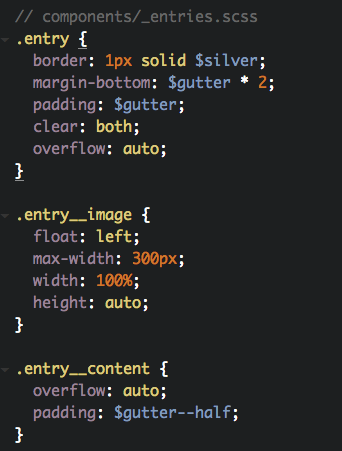 // components/_entries.scss
.entry {
  border: 1px solid $silver;
  margin-bottom: $gutter * 2;
  padding: $gutter;
  clear: both;
  overflow: auto;
}

.entry__image {
  float: left;
  max-width: 300px;
  width: 100%;
  height: auto;
}

.entry__content {
  overflow: auto;
  padding: $gutter--half;
}